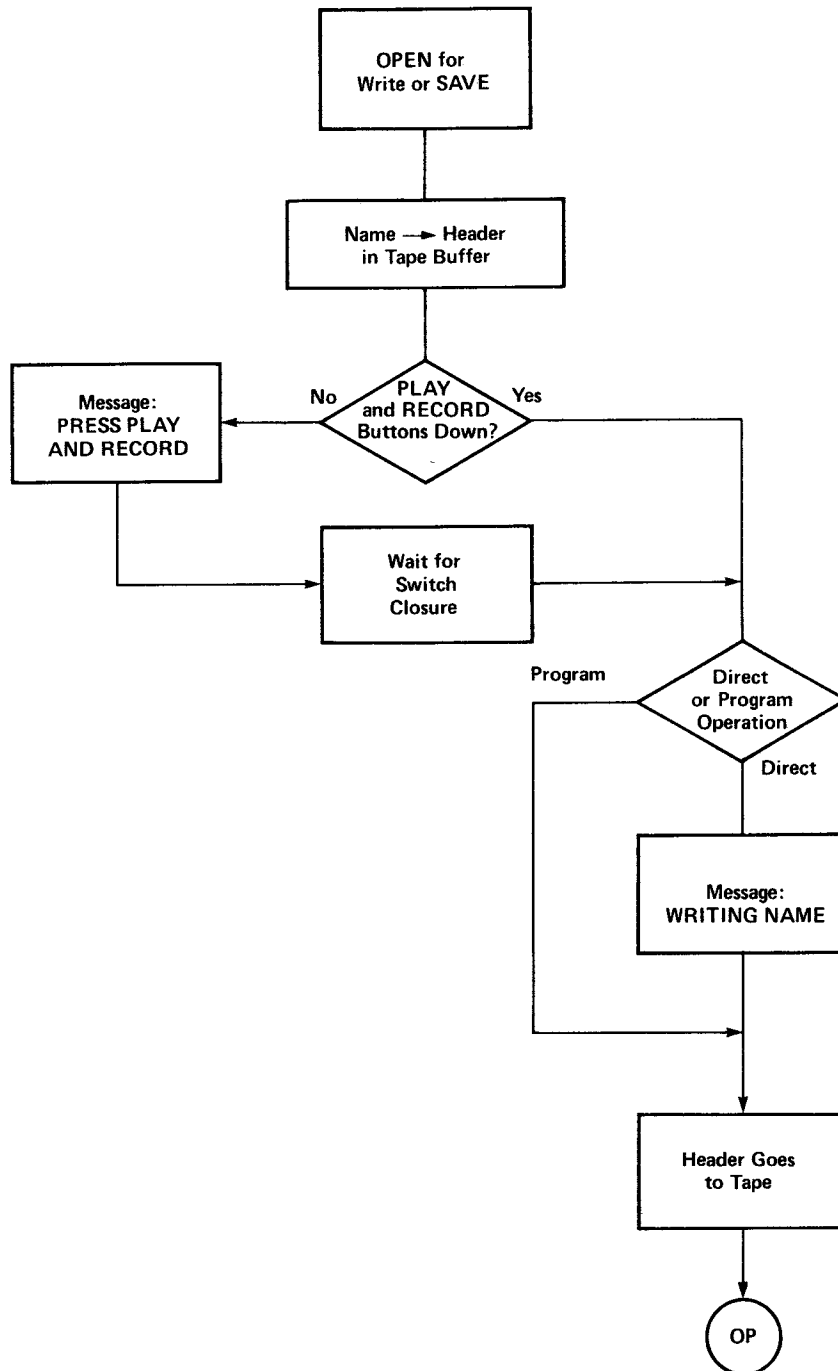 OPEN for
Write or SAVE
Name → Header
in Tape Buffer
No
PLAY
and RECORD
Buttons Down?
Yes
Message:
PRESS PLAY
AND RECORD
Wait for
Switch
Closure
Program
Direct
or Program
Operation
Direct
Message:
WRITING NAME
Header Goes
to Tape
OP